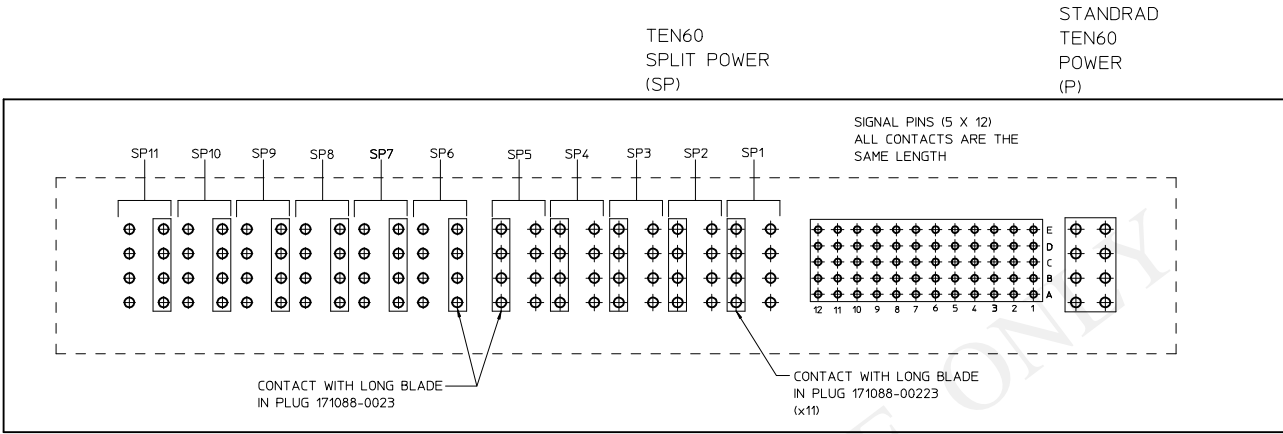 TEN60
SPLIT POWER
(SP)
STANDRAD
TEN60
POWER
(P)
SIGNAL PINS (5 X 12)
ALL CONTACTS ARE THE
SAME LENGTH
SP11 SP10 SP9 SP8 SP7 SP6 SP5 SP4 SP3 SP2 SP1
E
D
C
B
A
12 11 10 9 8 7 6 5 4 3 2 1
CONTACT WITH LONG BLADE
IN PLUG 171088-0023
CONTACT WITH LONG BLADE
IN PLUG 171088-00223
(x11)
ONLY